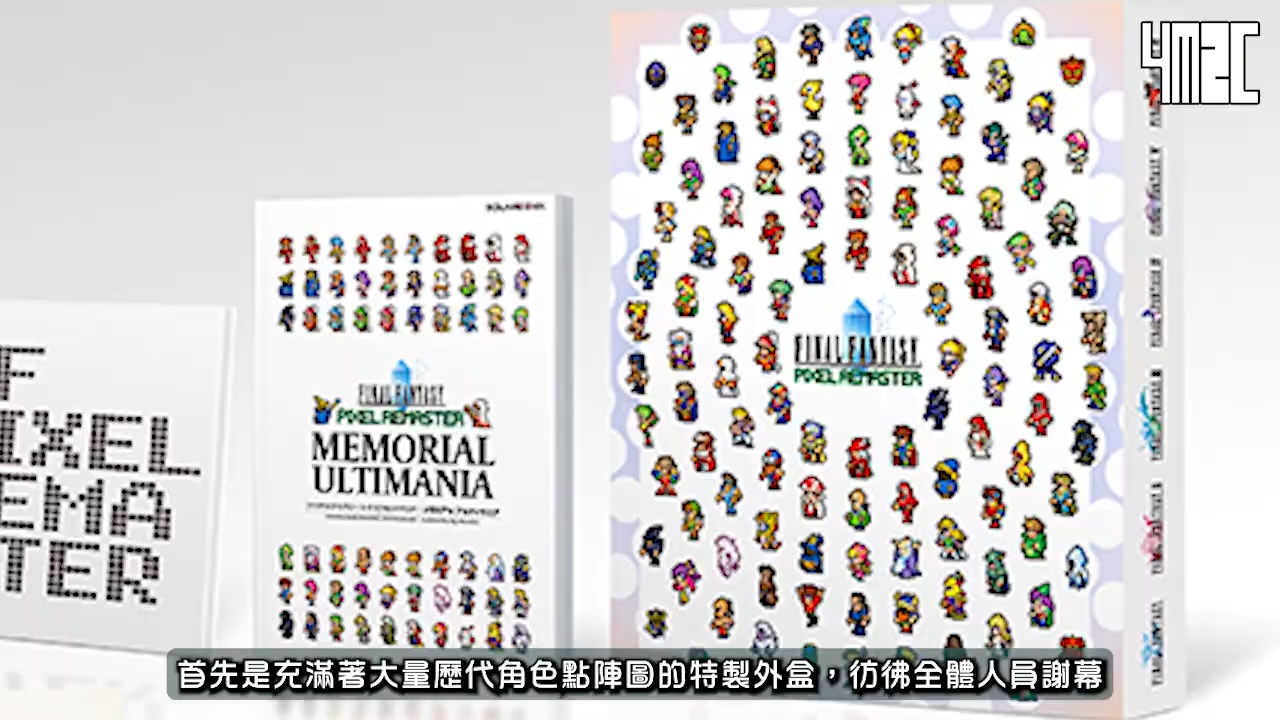 4M2C
FINAL FANTASY
PIXEL REMASTER
FINAL FANTASY
PIXEL REMASTER
MEMORIAL
ULTIMANIA
F
IXEL
EMA
TER
首先是充滿著大量歷代角色點陣圖的特製外盒，彷彿全體人員謝幕